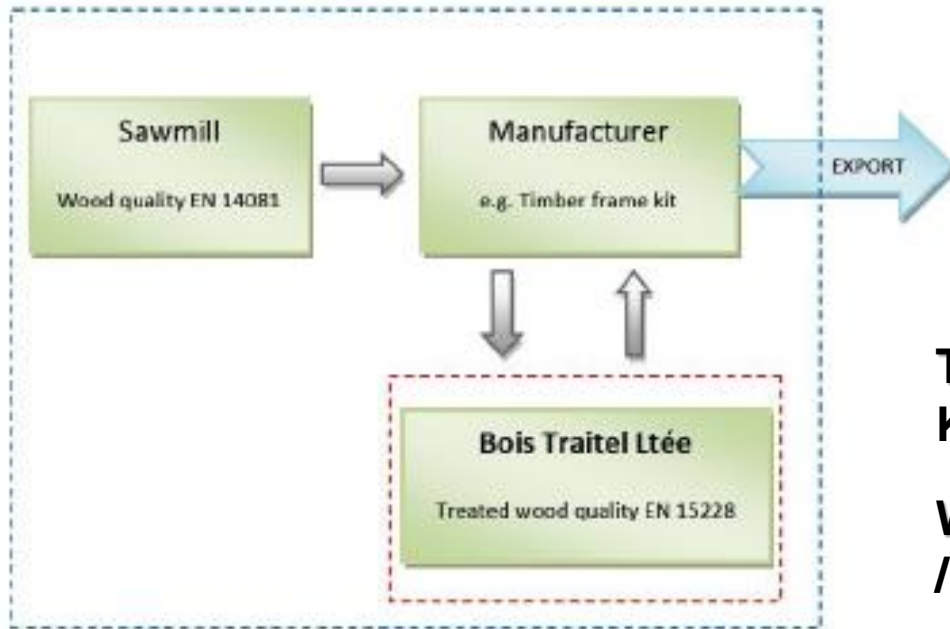 Sawmill
Wood quality EN 14081
Manufacturer
e.g. Timber frame kit
EXPORT
Bois Traitel Ltée
Treated wood quality EN 15228